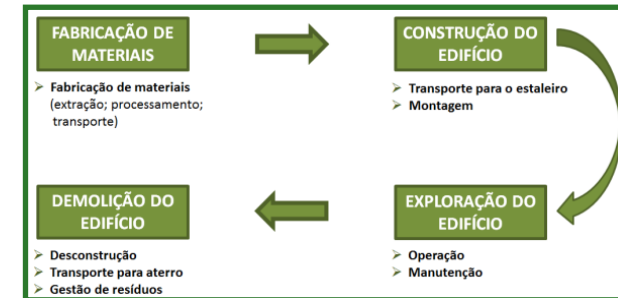 FABRICAÇÃO DE
MATERIAIS
➢ Fabricação de materiais
(extração; processamento;
transporte)
CONSTRUÇÃO DO
EDIFÍCIO
➢ Transporte para o estaleiro
➢ Montagem
DEMOLIÇÃO DO
EDIFÍCIO
➢ Desconstrução
➢ Transporte para aterro
➢ Gestão de resíduos
EXPLORAÇÃO DO
EDIFÍCIO
➢ Operação
➢ Manutenção